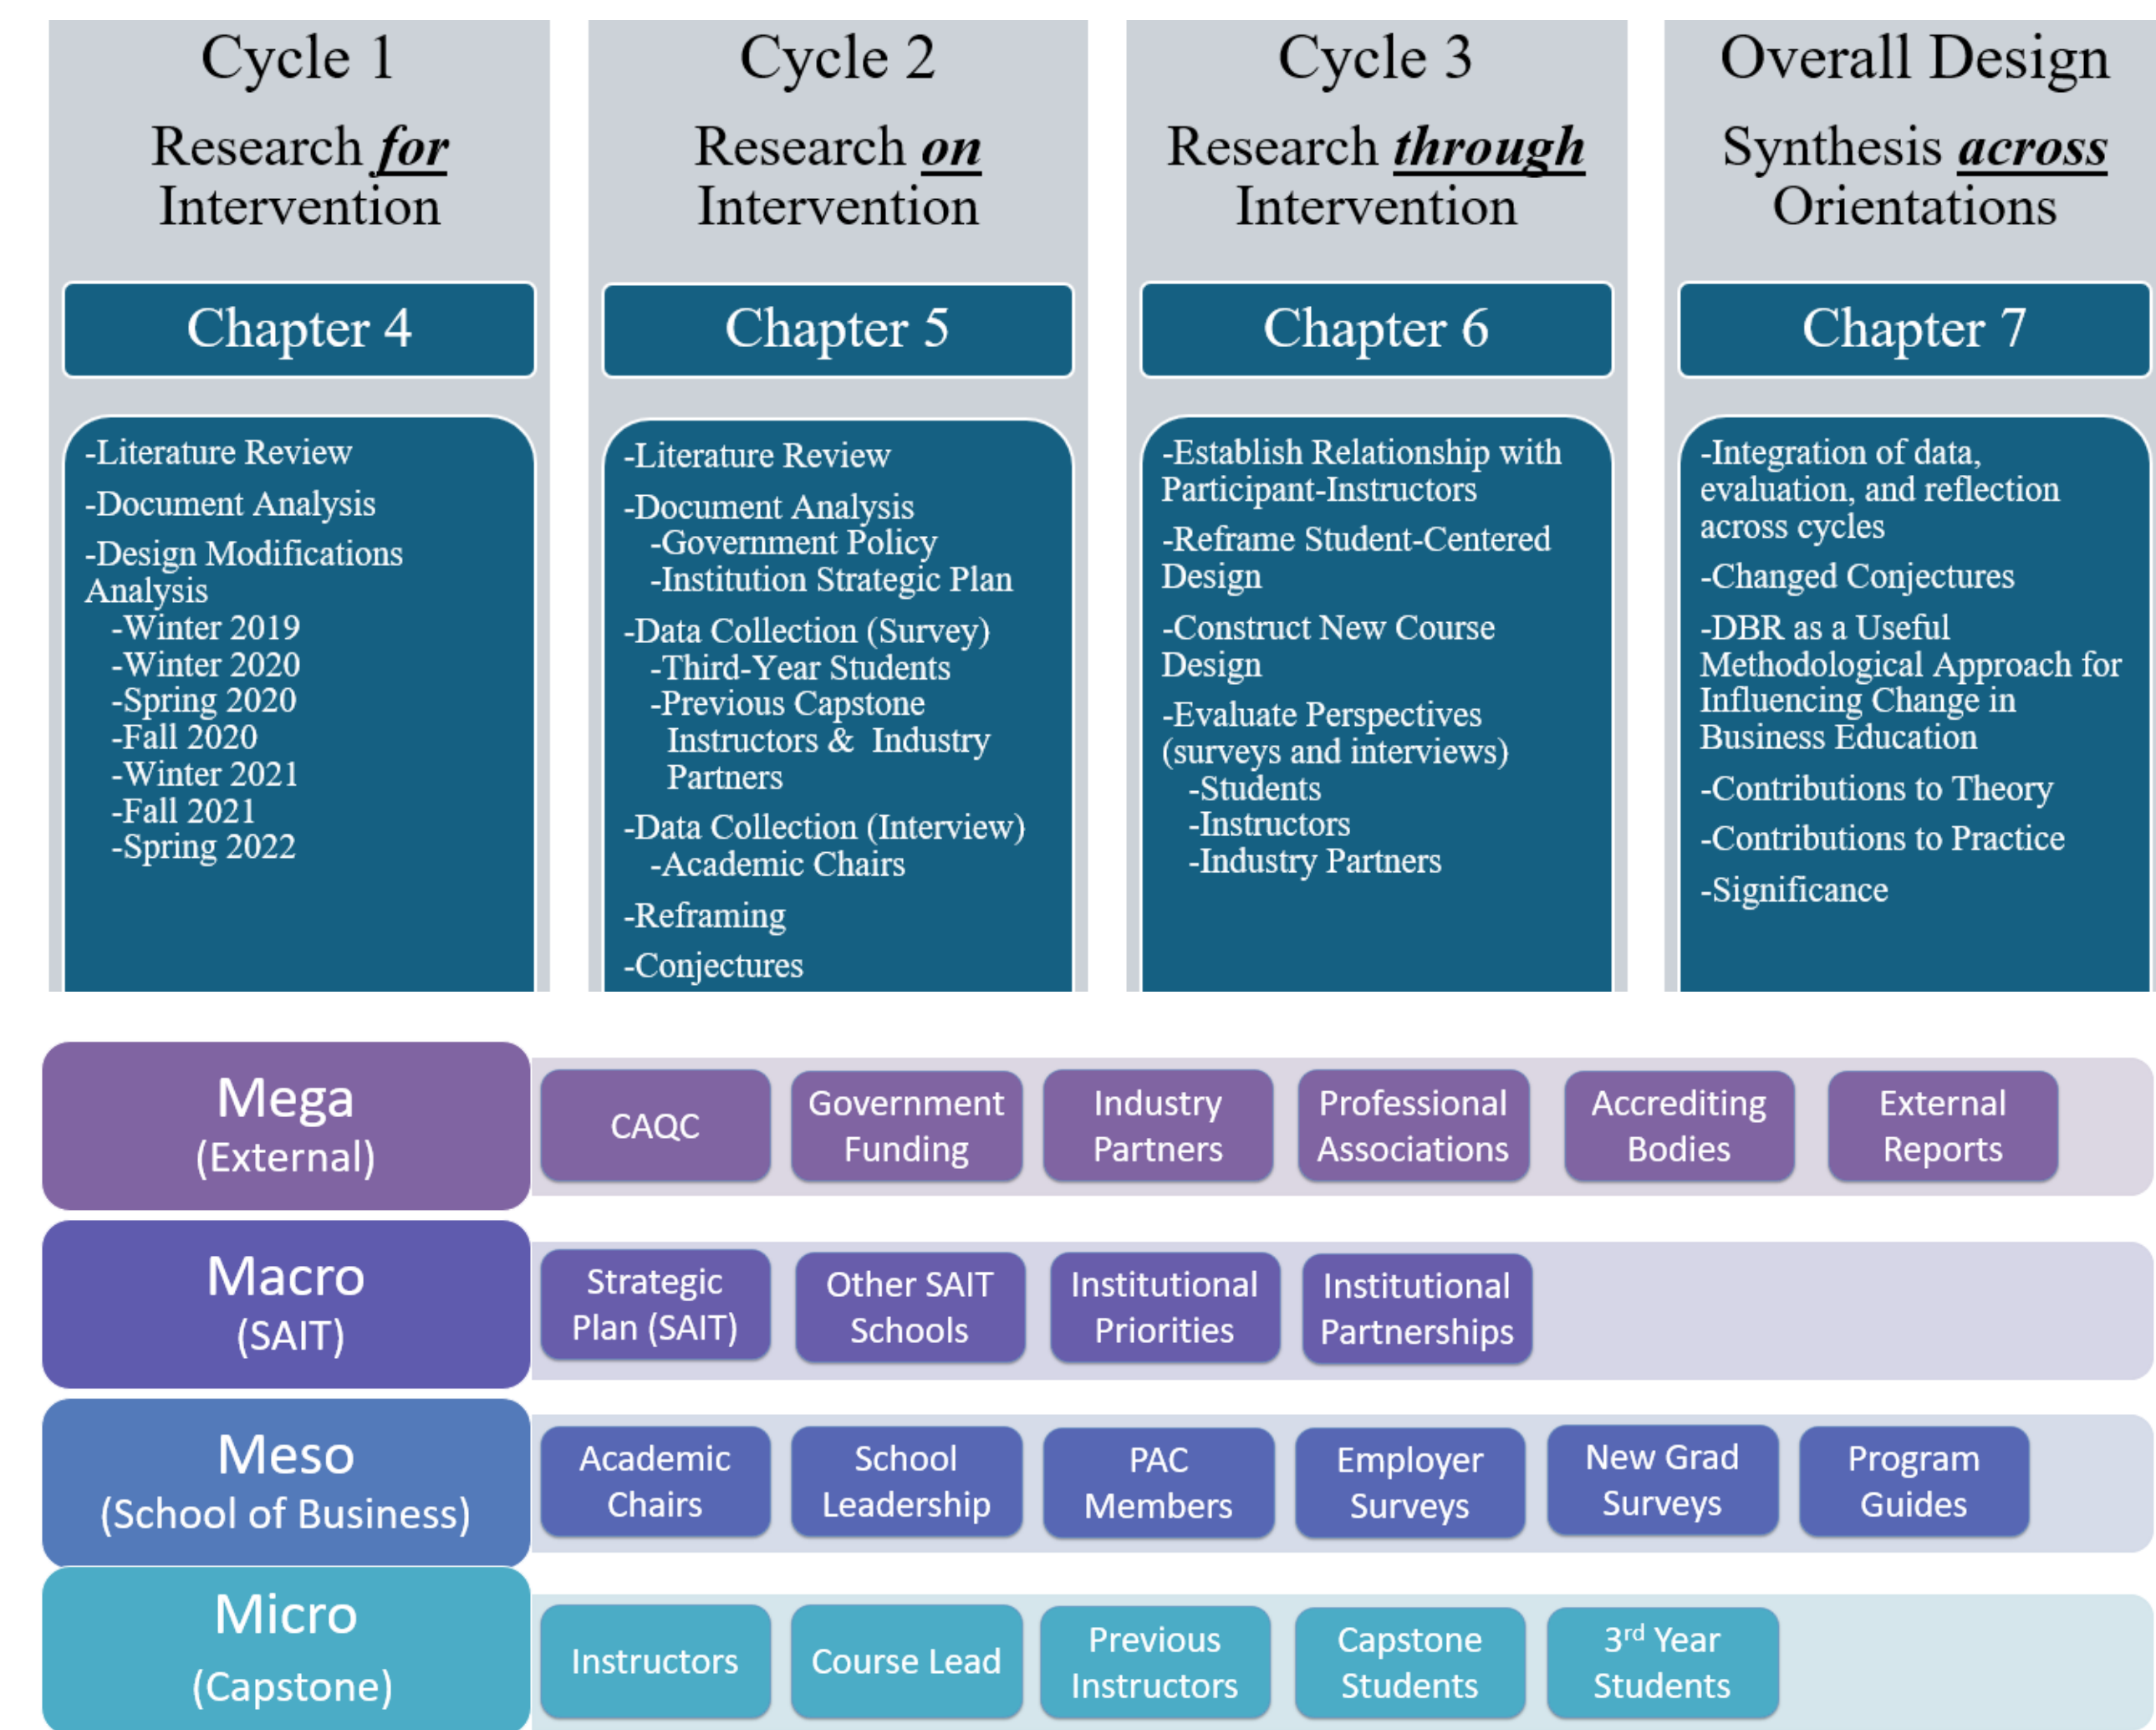 Cycle 1
Research for
Intervention
Chapter 4
-Literature Review
-Document Analysis
-Design Modifications
Analysis
-Winter 2019
-Winter 2020
-Spring 2020
-Fall 2020
-Winter 2021
-Fall 2021
-Spring 2022
Cycle 2
Research on
Intervention
Chapter 5
-Literature Review
-Document Analysis
-Government Policy
-Institution Strategic Plan
-Data Collection (Survey)
-Third-Year Students
-Previous Capstone
Instructors & Industry
Partners
-Data Collection (Interview)
-Academic Chairs
-Reframing
-Conjectures
Cycle 3
Research through
Intervention
Chapter 6
-Establish Relationship with
Participant-Instructors
-Reframe Student-Centered
Design
-Construct New Course
Design
-Evaluate Perspectives
(surveys and interviews)
-Students
-Instructors
-Industry Partners
Overall Design
Synthesis across
Orientations
Chapter 7
-Integration of data,
evaluation, and reflection
across cycles
-Changed Conjectures
-DBR as a Useful
Methodological Approach for
Influencing Change in
Business Education
-Contributions to Theory
-Contributions to Practice
-Significance
Mega
(External)
CAQC
Government
Funding
Industry
Partners
Professional
Associations
Accrediting
Bodies
External
Reports
Macro
(SAIT)
Strategic
Plan (SAIT)
Other SAIT
Schools
Institutional
Priorities
Institutional
Partnerships
Meso
(School of Business)
Academic
Chairs
School
Leadership
PAC
Members
Employer
Surveys
New Grad
Surveys
Program
Guides
Micro
(Capstone)
Instructors
Course Lead
Previous
Instructors
Capstone
Students
3rd Year
Students